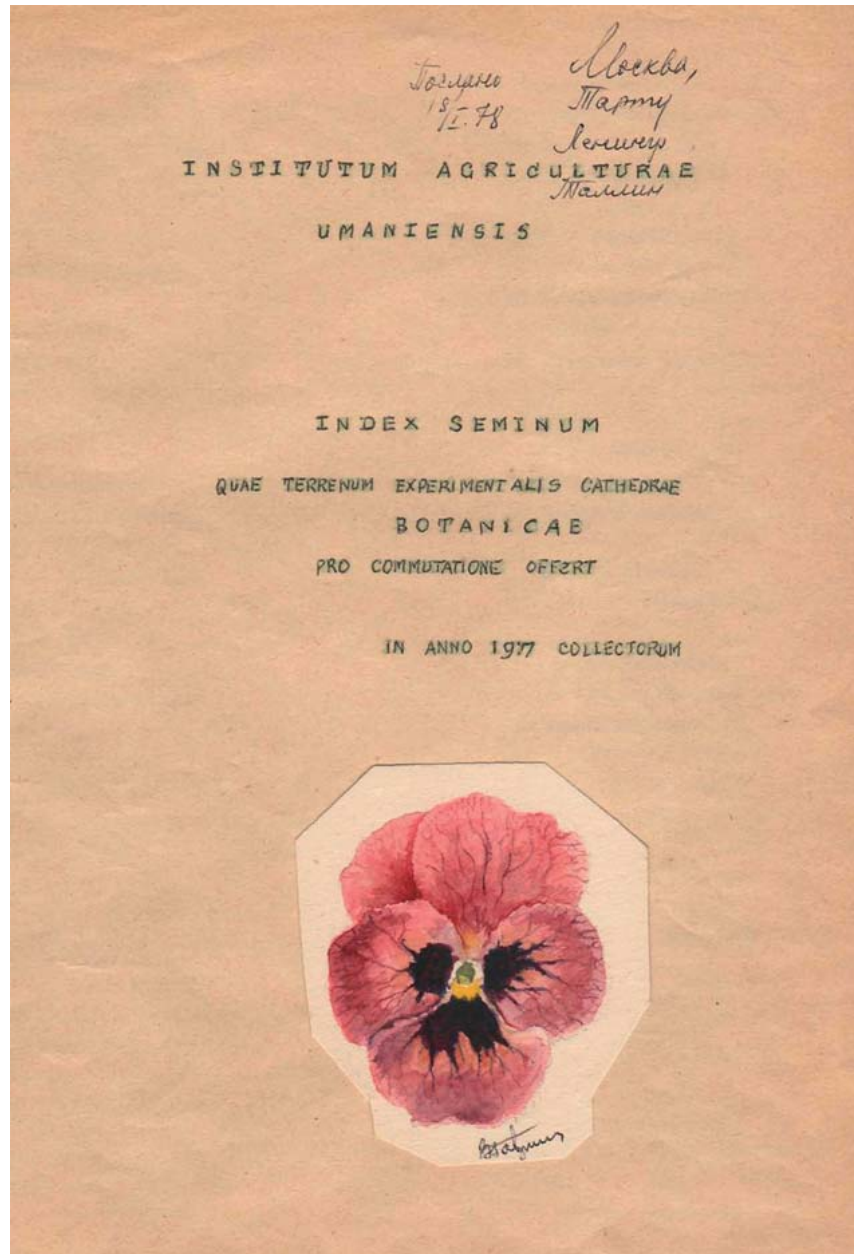 Послано
18/I.78
Москва,
Тарту
Ленингр
Таллин
INSTITUTUM AGRICULTURAE
UMANIENSIS
INDEX SEMINUM
QUAE TERRENUM EXPERIMENTALIS CATHEDRAE
BOTANICAE
PRO COMMUTATIONE OFFERT
IN ANNO 1977 COLLECTORUM